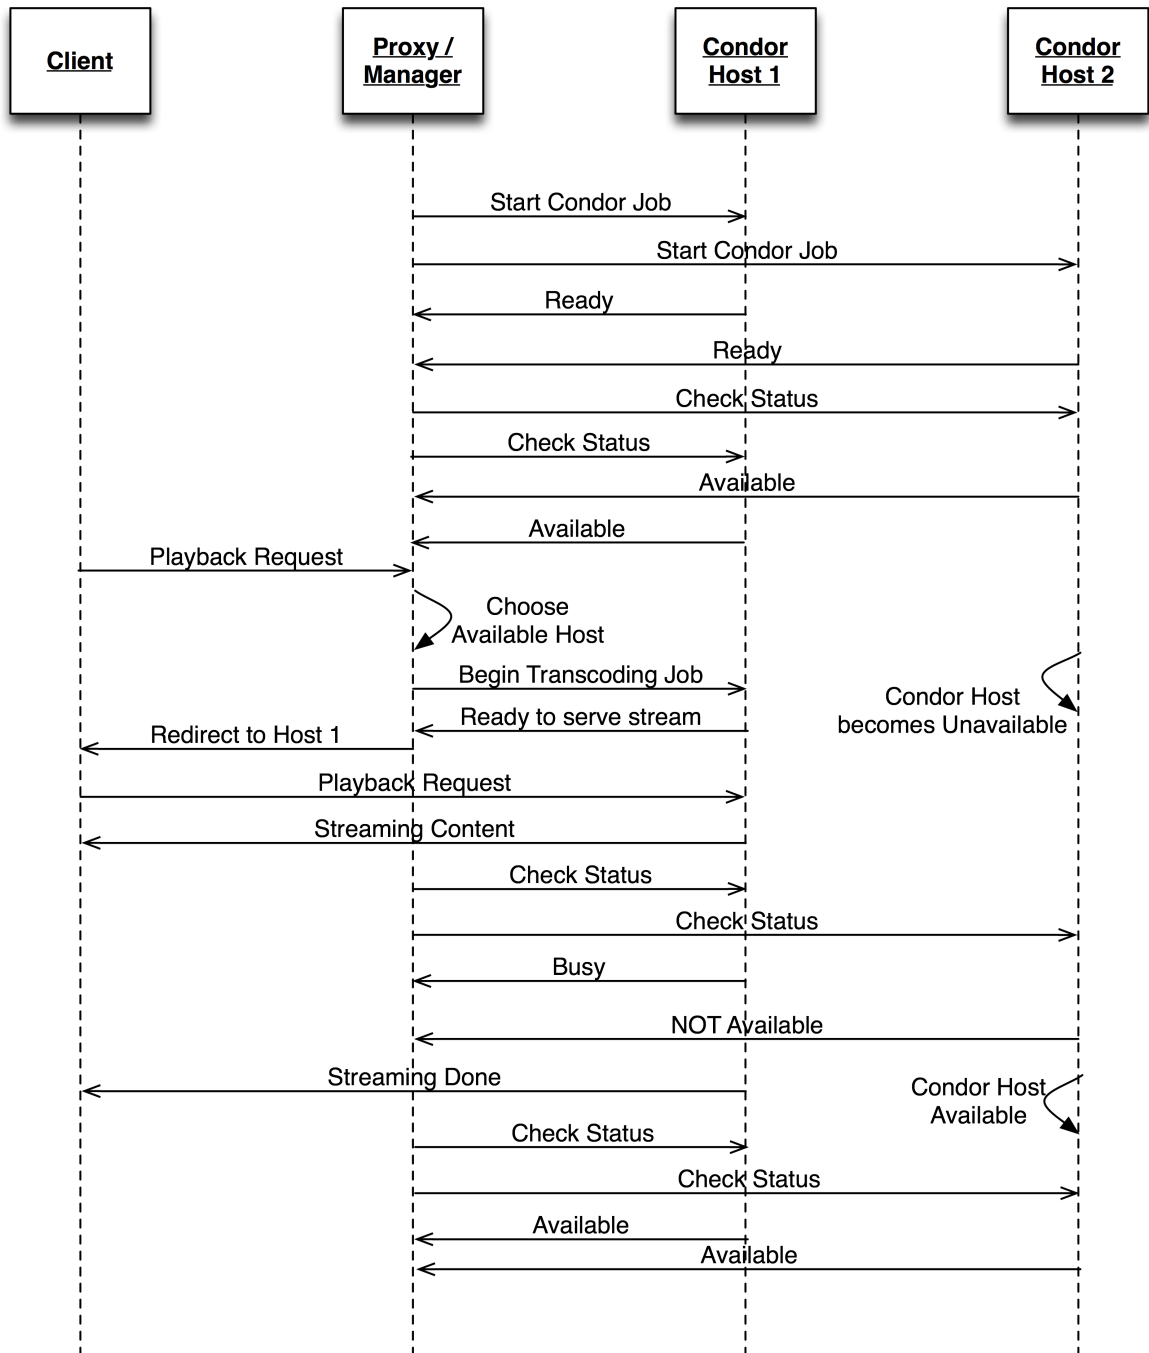 Client
Proxy /
Manager
Condor
Host 1
Condor
Host 2
Start Condor Job
Start Condor Job
Ready
Ready
Check Status
Check Status
Available
Available
Playback Request
Choose
Available Host
Begin Transcoding Job
Condor Host
becomes Unavailable
Ready to serve stream
Redirect to Host 1
Playback Request
Streaming Content
Check Status
Check Status
Busy
NOT Available
Streaming Done
Condor Host
Available
Check Status
Check Status
Available
Available